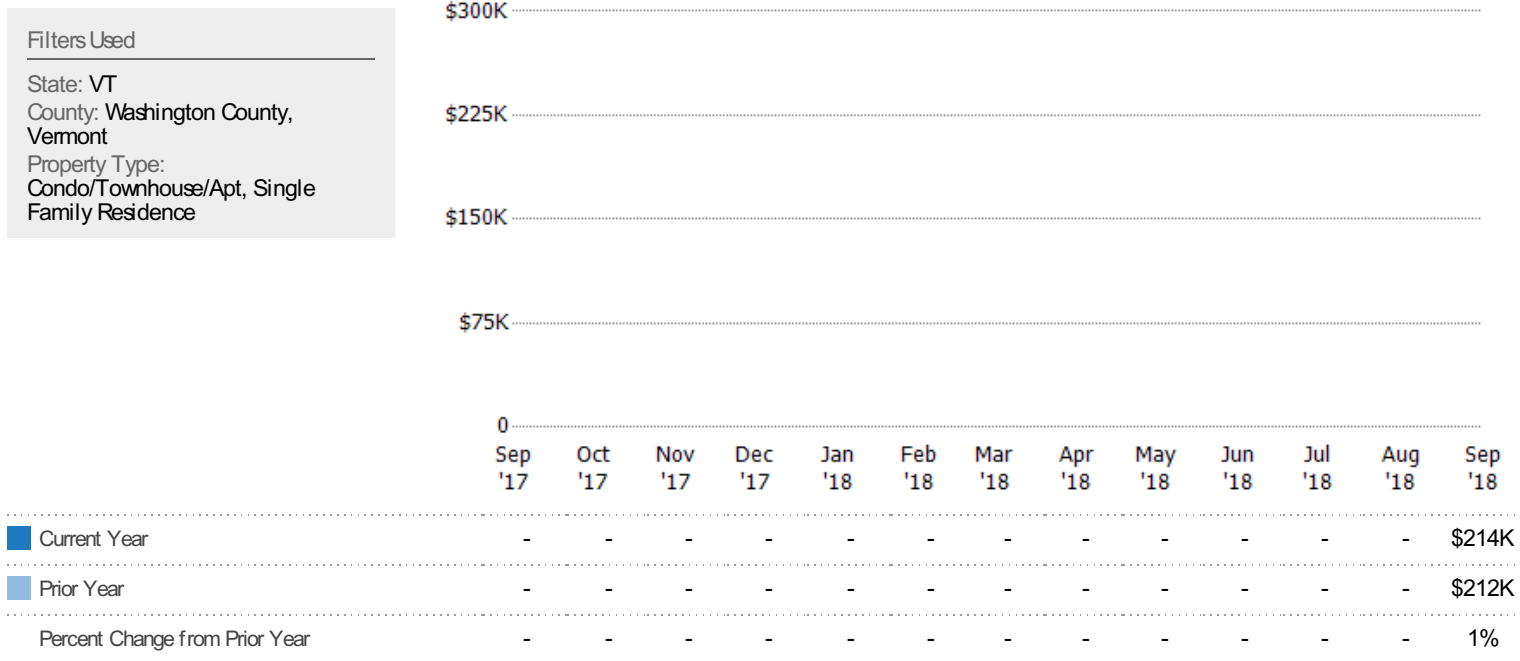 Filters Used
State: VT
County: Washington County,
Vermont
Property Type:
Condo/Townhouse/Apt, Single
Family Residence
$300K
$225K
$150K
$75K
0
Sep Oct Nov Dec Jan Feb Mar Apr May Jun Jul Aug Sep
'17 '17 '17 '17 '18 '18 '18 '18 '18 '18 '18 '18 '18
Current Year - - - - - - - - - - - - $214K
Prior Year - - - - - - - - - - - - $212K
Percent Change from Prior Year - - - - - - - - - - - - 1%